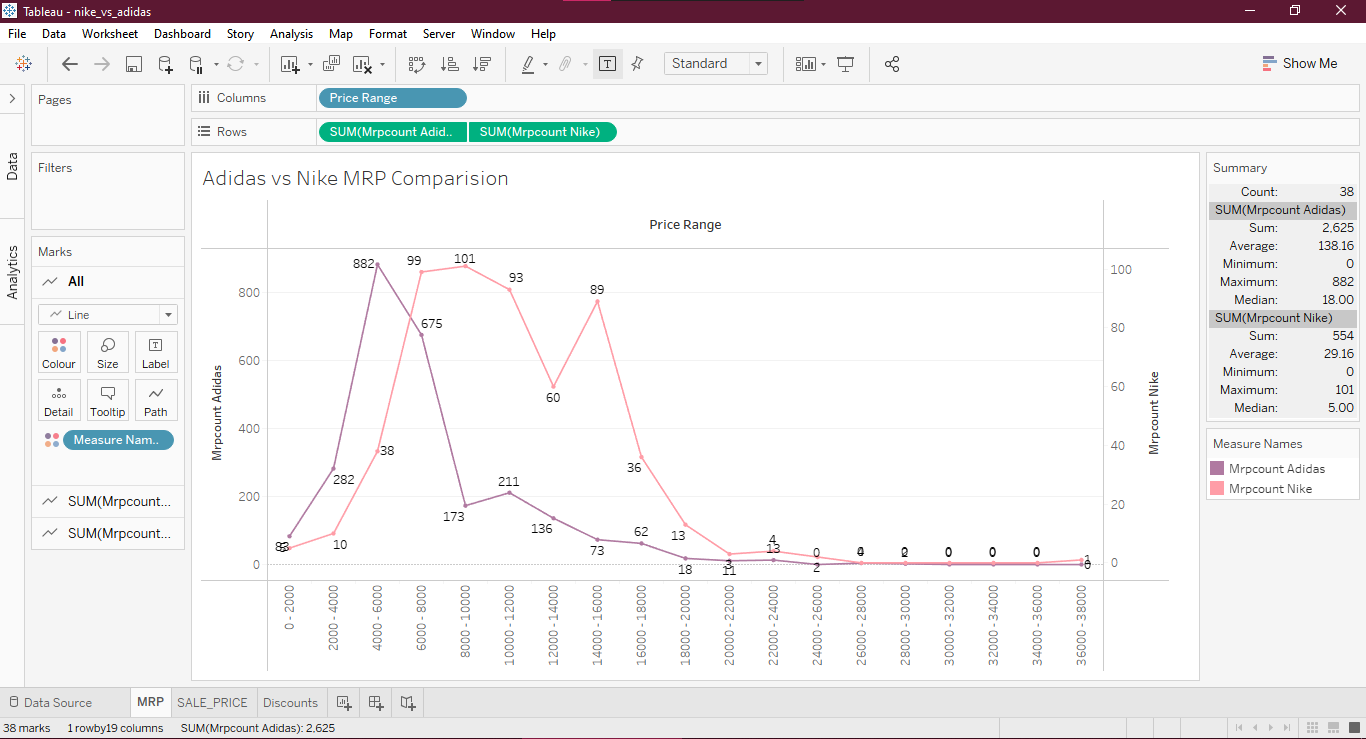 Tableau - nike_vs_adidas
File Data Worksheet Dashboard Story Analysis Map Format Server Window Help
Standard
Show Me
Pages
Columns
Price Range
Rows
SUM(Mrpcount Adid..
SUM(Mrpcount Nike)
Data
Analytics
Filters
Marks
All
Line
Colour Size Label
Detail Tooltip Path
Measure Nam..
SUM(Mrpcount...
SUM(Mrpcount...
Adidas vs Nike MRP Comparision
Price Range
Mrpcount Adidas
800
600
400
200
0
882 99 101 93 89
675
38
282
10
83
173
211
136
60
73
62
36
18
13
11
3
4
13
0
2
0
2
0
0
0
1
0
100
80
60
40
20
0
Mrpcount Nike
0 - 2000
2000 - 4000
4000 - 6000
6000 - 8000
8000 - 10000
10000 - 12000
12000 - 14000
14000 - 16000
16000 - 18000
18000 - 20000
20000 - 22000
22000 - 24000
24000 - 26000
26000 - 28000
28000 - 30000
30000 - 32000
32000 - 34000
34000 - 36000
36000 - 38000
Summary
Count: 38
SUM(Mrpcount Adidas)
Sum: 2,625
Average: 138.16
Minimum: 0
Maximum: 882
Median: 18.00
SUM(Mrpcount Nike)
Sum: 554
Average: 29.16
Minimum: 0
Maximum: 101
Median: 5.00
Measure Names
Mrpcount Adidas
Mrpcount Nike
Data Source MRP SALE_PRICE Discounts
38 marks 1 rowby19 columns SUM(Mrpcount Adidas): 2,625